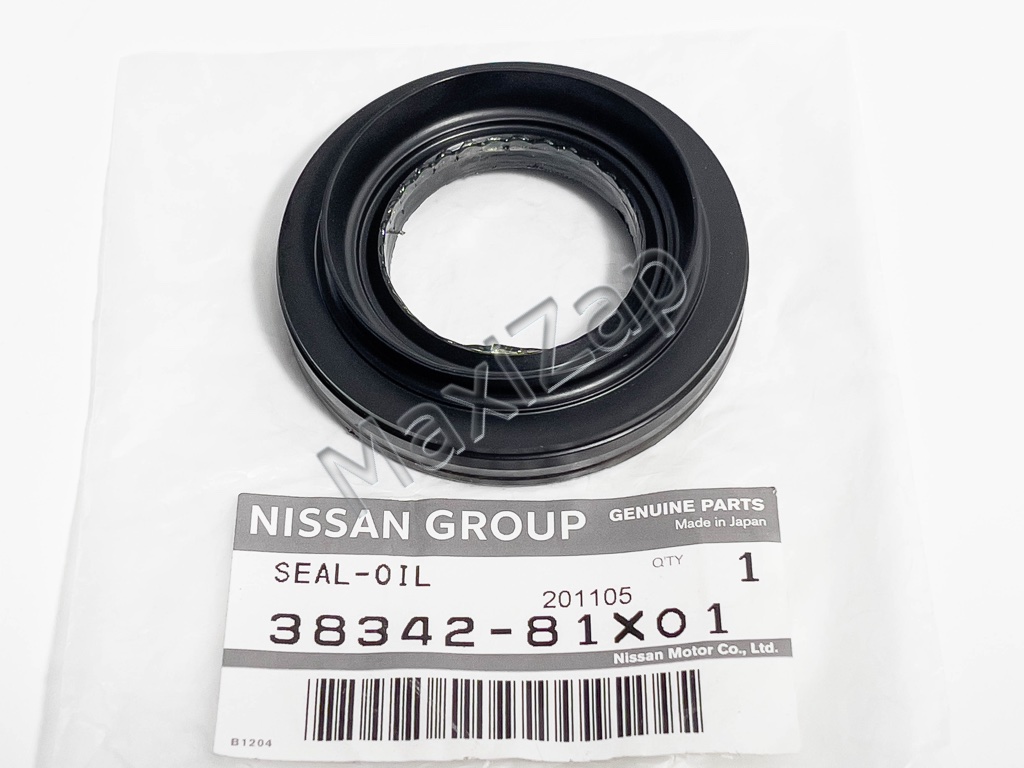 MaxiZap
NISSAN GROUP GENUINE PARTS
Made in Japan
SEAL-OIL Q'TY 1
201105
38342-81X01
Nissan Motor Co., Ltd.
B1204